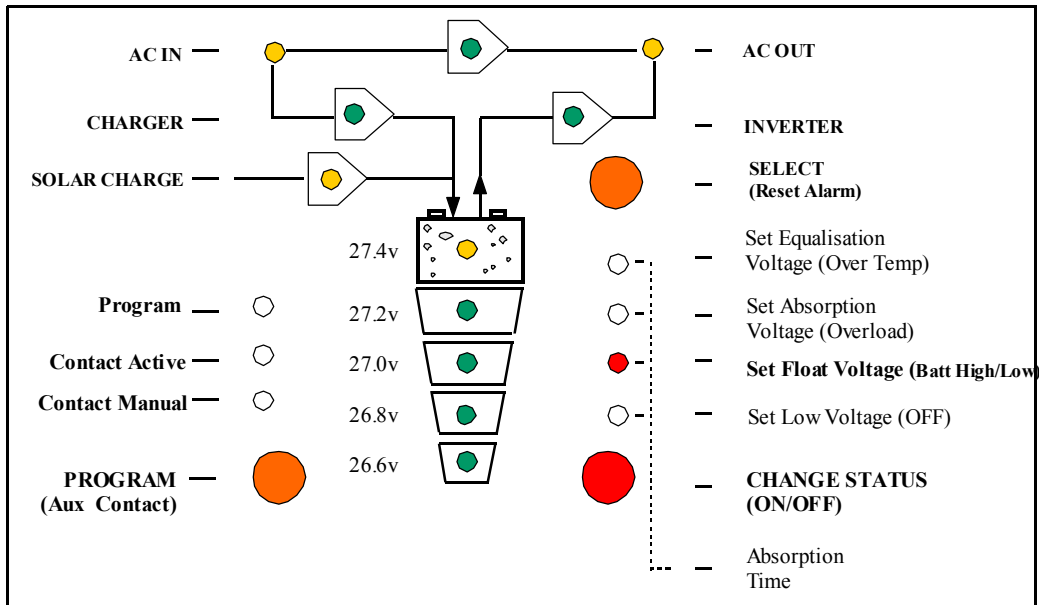 AC IN
AC OUT
CHARGER
INVERTER
SOLAR CHARGE
SELECT
(Reset Alarm)
27.4v
Set Equalisation
Voltage (Over Temp)
Program
27.2v
Set Absorption
Voltage (Overload)
Contact Active
27.0v
Set Float Voltage (Batt High/Low)
Contact Manual
26.8v
Set Low Voltage (OFF)
26.6v
PROGRAM
(Aux Contact)
CHANGE STATUS
(ON/OFF)
Absorption
Time